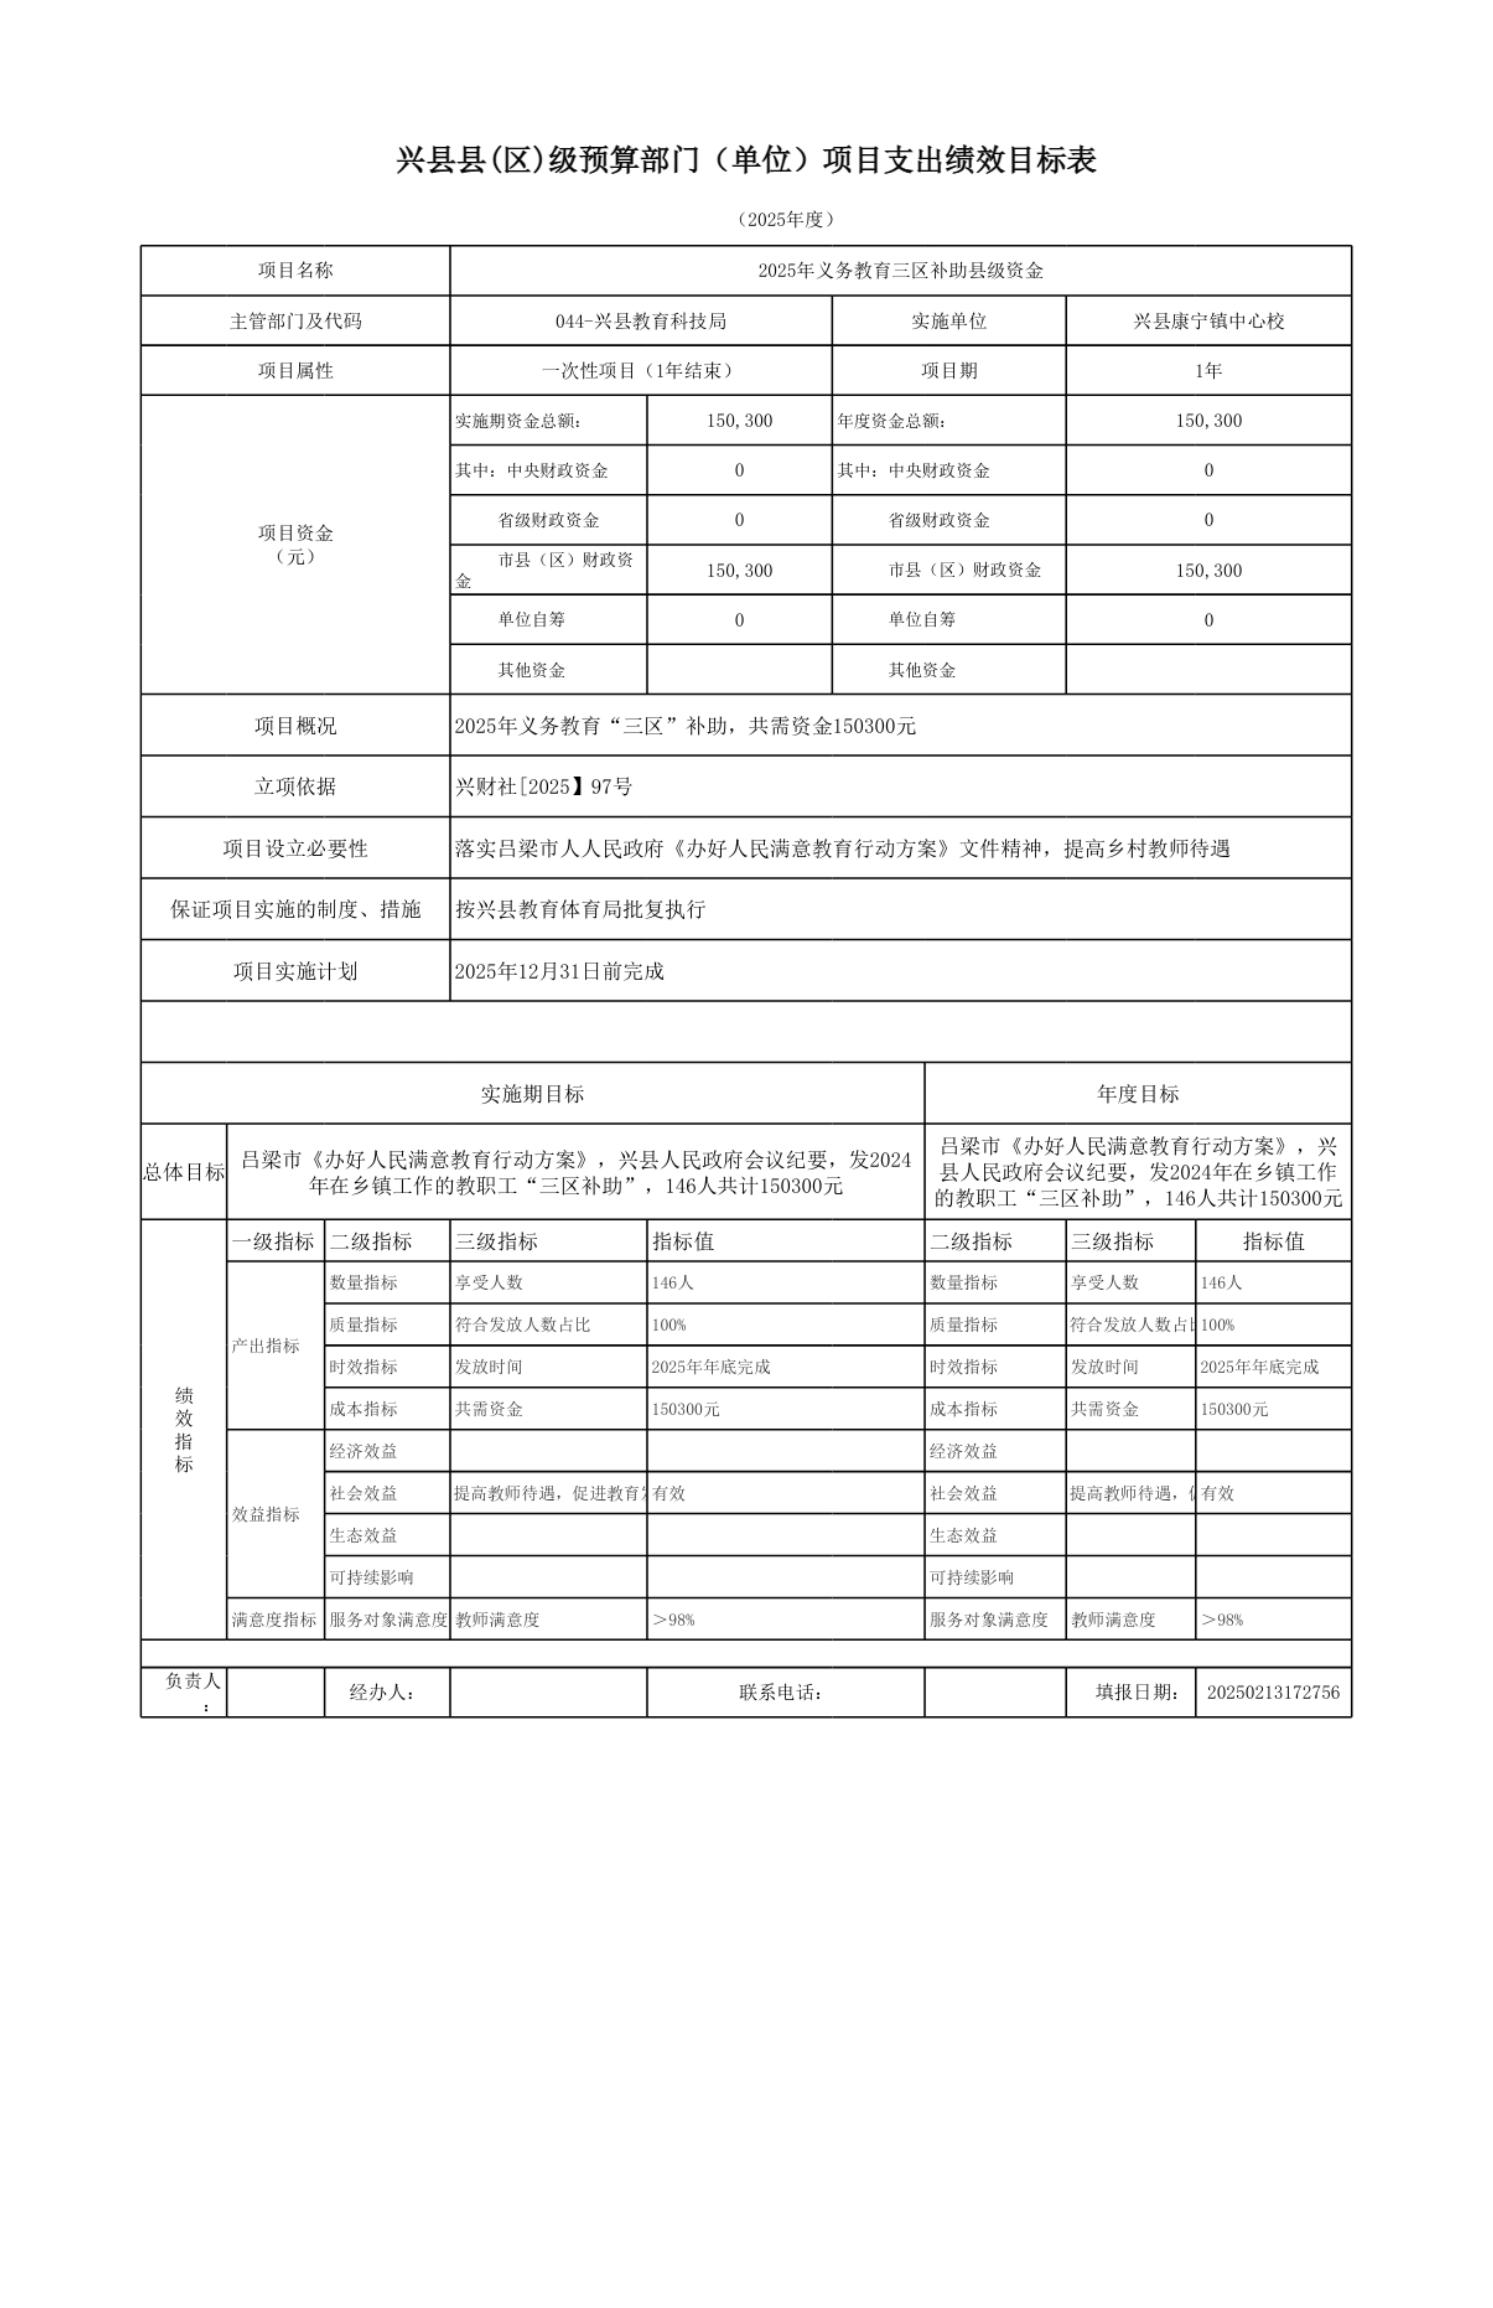 兴县县(区)级预算部门（单位）项目支出绩效目标表
（2025年度）
项目名称 2025年义务教育三区补助县级资金
主管部门及代码 044-兴县教育科技局 实施单位 兴县康宁镇中心校
项目属性 一次性项目（1年结束） 项目期 1年
项目资金
（元）
实施期资金总额： 150,300 年度资金总额： 150,300
其中：中央财政资金 0 其中：中央财政资金 0
省级财政资金 0 省级财政资金 0
市县（区）财政资
金 150,300 市县（区）财政资金 150,300
单位自筹 0 单位自筹 0
其他资金 其他资金
项目概况 2025年义务教育“三区”补助，共需资金150300元
立项依据 兴财社[2025】97号
项目设立必要性 落实吕梁市人人民政府《办好人民满意教育行动方案》文件精神，提高乡村教师待遇
保证项目实施的制度、措施 按兴县教育体育局批复执行
项目实施计划 2025年12月31日前完成
实施期目标 年度目标
总体目标
吕梁市《办好人民满意教育行动方案》，兴县人民政府会议纪要，发2024
年在乡镇工作的教职工“三区补助”，146人共计150300元
吕梁市《办好人民满意教育行动方案》，兴
县人民政府会议纪要，发2024年在乡镇工作
的教职工“三区补助”，146人共计150300元
绩
效
指
标
一级指标 二级指标 三级指标 指标值 二级指标 三级指标 指标值
产出指标
数量指标 享受人数 146人 数量指标 享受人数 146人
质量指标 符合发放人数占比 100% 质量指标 符合发放人数占 100%
时效指标 发放时间 2025年年底完成 时效指标 发放时间 2025年年底完成
成本指标 共需资金 150300元 成本指标 共需资金 150300元
效益指标
经济效益 经济效益
社会效益 提高教师待遇，促进教育 有效 社会效益 提高教师待遇， 有效
生态效益 生态效益
可持续影响 可持续影响
满意度指标 服务对象满意度 教师满意度 ＞98% 服务对象满意度 教师满意度 ＞98%
负责人
： 经办人： 联系电话： 填报日期： 20250213172756